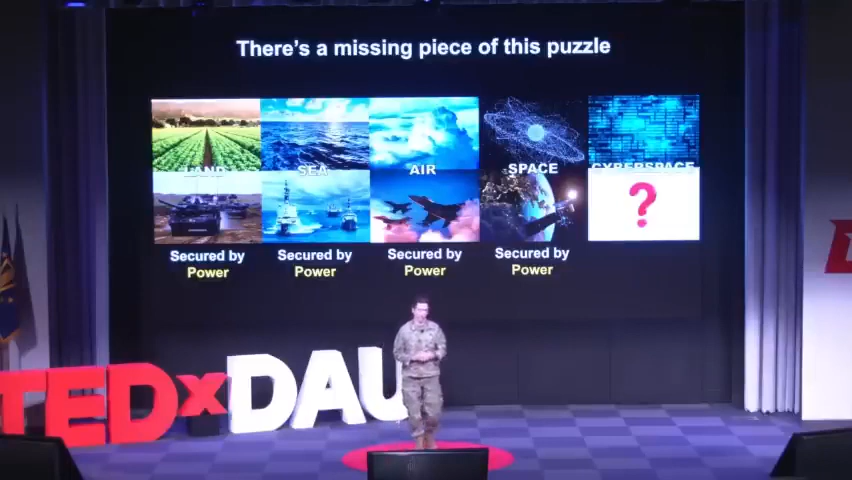 There's a missing piece of this puzzle
LAND SEA AIR SPACE CYBERSPACE
?
Secured by Power
Secured by Power
Secured by Power
Secured by Power
TEDxDAU